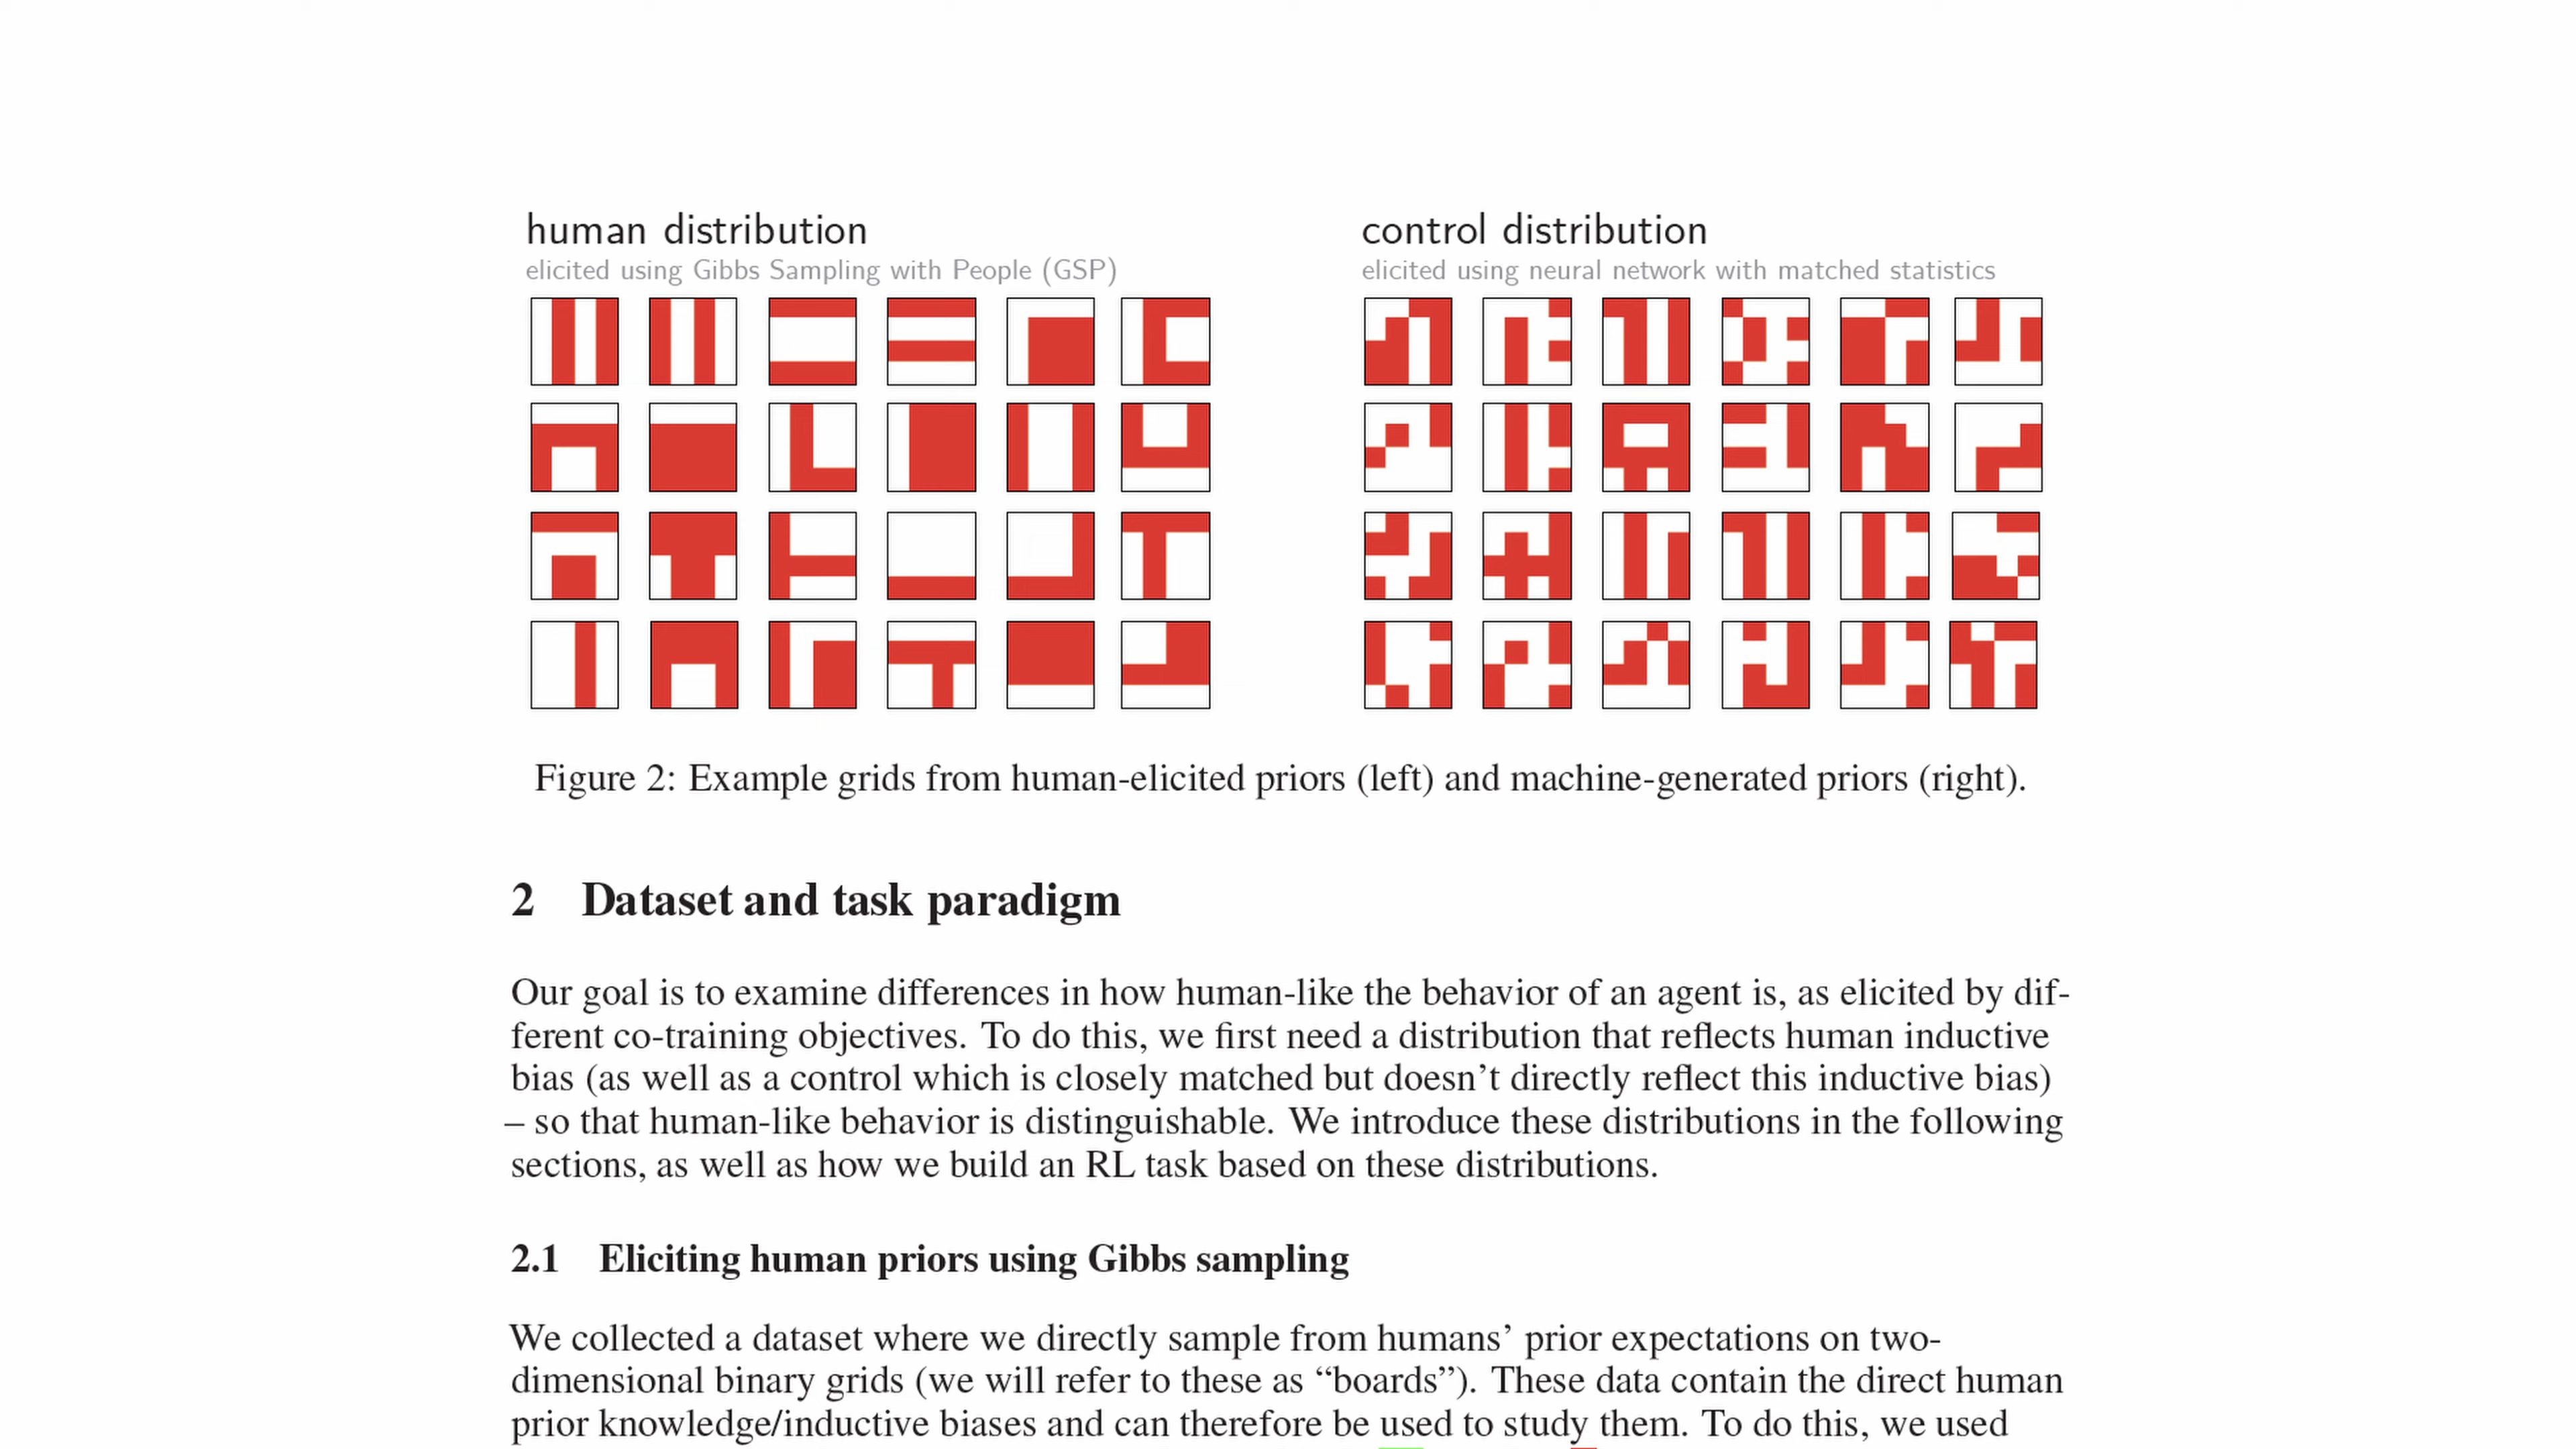 human distribution
elicited using Gibbs Sampling with People (GSP)
control distribution
elicited using neural network with matched statistics
Figure 2: Example grids from human-elicited priors (left) and machine-generated priors (right).
2 Dataset and task paradigm
Our goal is to examine differences in how human-like the behavior of an agent is, as elicited by dif-
ferent co-training objectives. To do this, we first need a distribution that reflects human inductive
bias (as well as a control which is closely matched but doesn’t directly reflect this inductive bias)
– so that human-like behavior is distinguishable. We introduce these distributions in the following
sections, as well as how we build an RL task based on these distributions.
2.1 Eliciting human priors using Gibbs sampling
We collected a dataset where we directly sample from humans’ prior expectations on two-
dimensional binary grids (we will refer to these as “boards”). These data contain the direct human
prior knowledge/inductive biases and can therefore be used to study them. To do this, we used